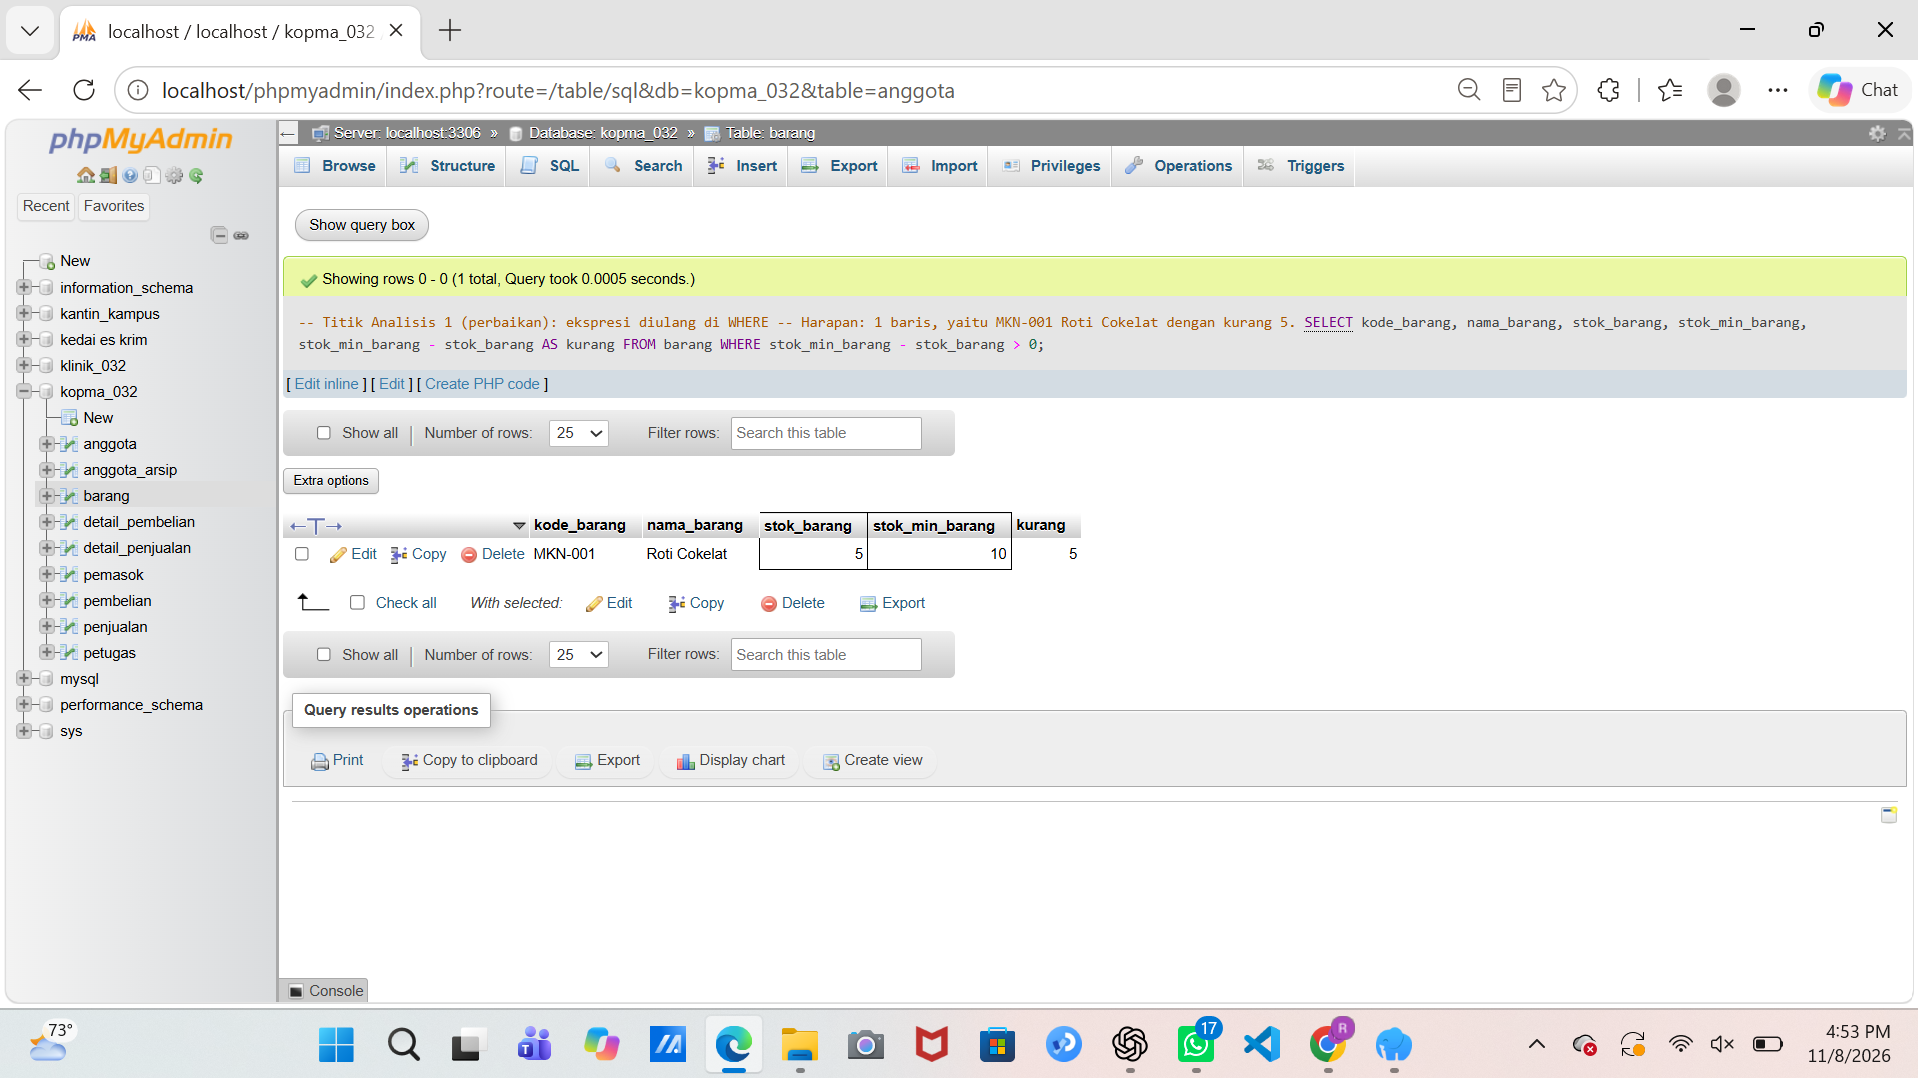 localhost / localhost / kopma_032
localhost/phpmyadmin/index.php?route=/table/sql&db=kopma_032&table=anggota
Chat
phpMyAdmin
Recent Favorites
New
information_schema
kantin_kampus
kedai es krim
klinik_032
kopma_032
New
anggota
anggota_arsip
barang
detail_pembelian
detail_penjualan
pemasok
pembelian
penjualan
petugas
mysql
performance_schema
sys
Server: localhost:3306 » Database: kopma_032 » Table: barang
Browse Structure SQL Search Insert Export Import Privileges Operations Triggers
Show query box
Showing rows 0 - 0 (1 total, Query took 0.0005 seconds.)
-- Titik Analisis 1 (perbaikan): ekspresi diulang di WHERE -- Harapan: 1 baris, yaitu MKN-001 Roti Cokelat dengan kurang 5. SELECT kode_barang, nama_barang, stok_barang, stok_min_barang,
stok_min_barang - stok_barang AS kurang FROM barang WHERE stok_min_barang - stok_barang > 0;
[ Edit inline ] [ Edit ] [ Create PHP code ]
Show all | Number of rows: 25 Filter rows: Search this table
Extra options
←T→ kode_barang nama_barang stok_barang stok_min_barang kurang
Edit Copy Delete MKN-001 Roti Cokelat 5 10 5
Check all With selected: Edit Copy Delete Export
Show all | Number of rows: 25 Filter rows: Search this table
Query results operations
Print Copy to clipboard Export Display chart Create view
Console
73°
17
R
4:53 PM
11/8/2026